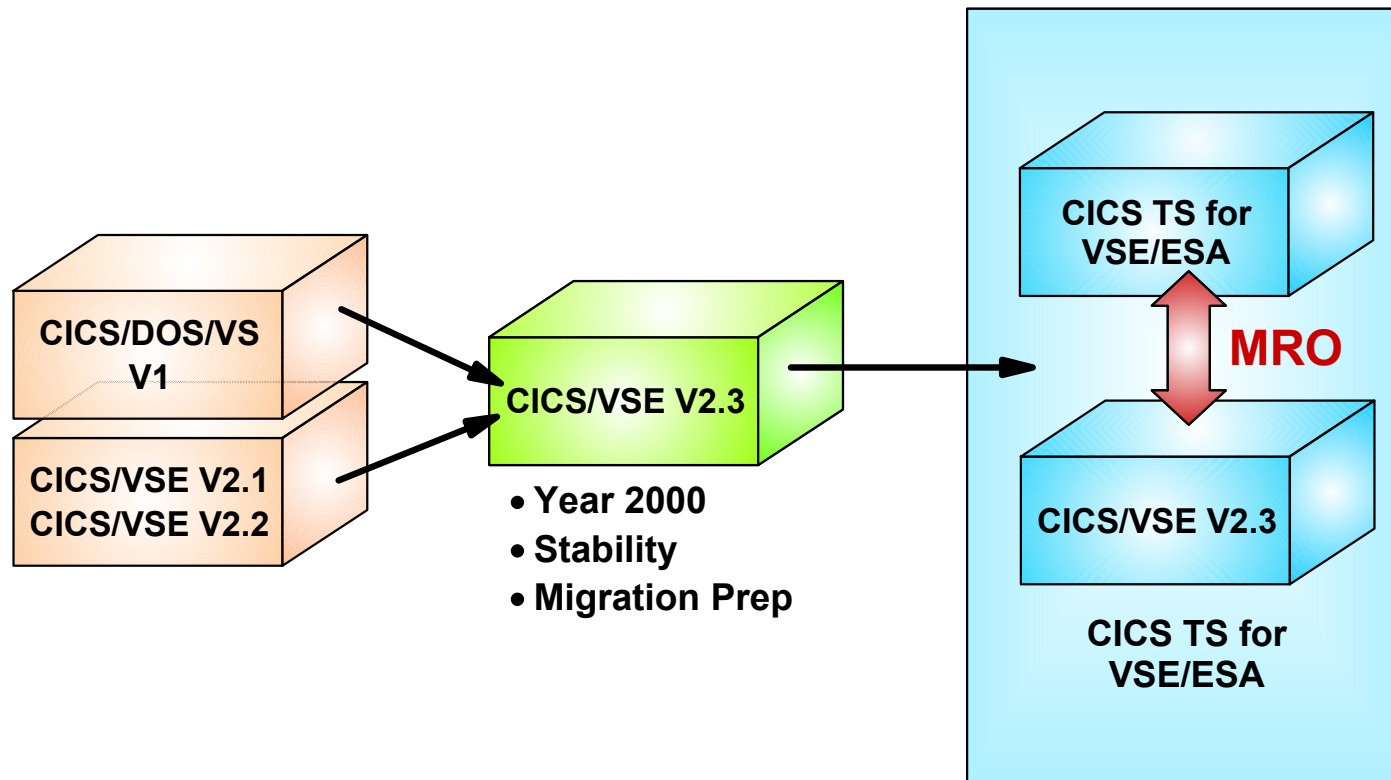 CICS/DOS/VS
V1
CICS/VSE V2.1
CICS/VSE V2.2
CICS/VSE V2.3
• Year 2000
• Stability
• Migration Prep
CICS TS for
VSE/ESA
MRO
CICS/VSE V2.3
CICS TS for
VSE/ESA